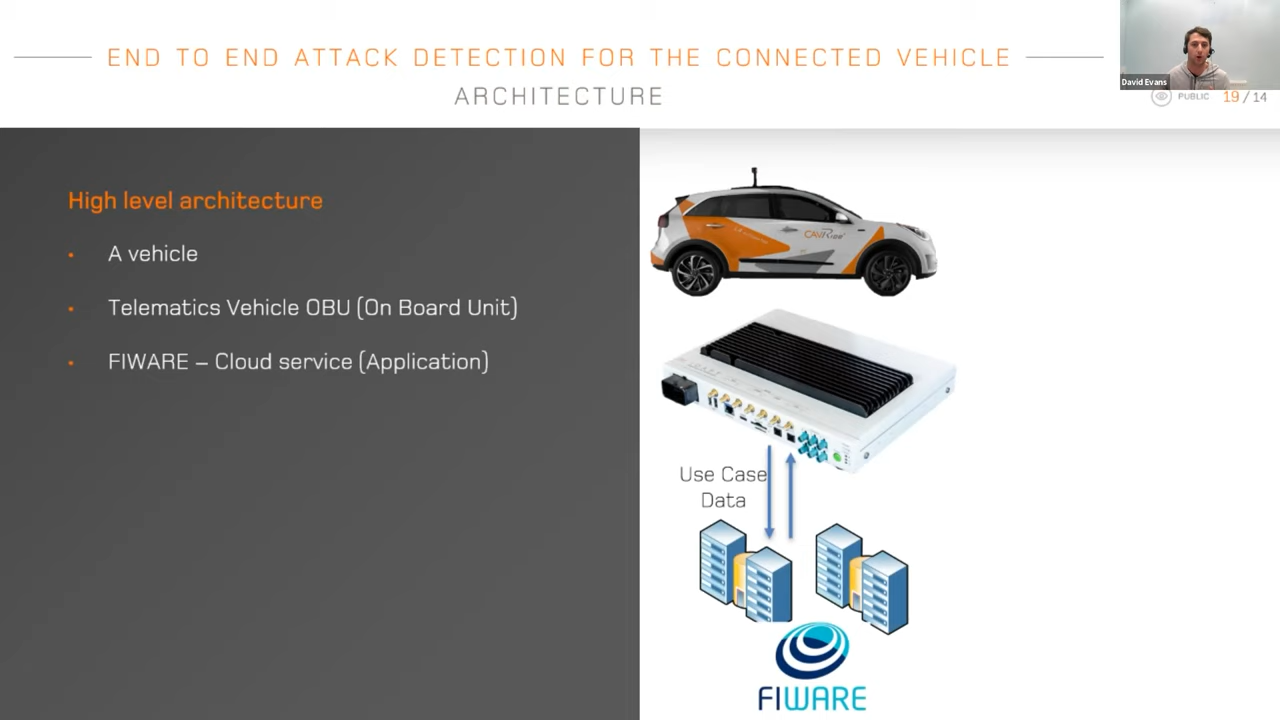 END TO END ATTACK DETECTION FOR THE CONNECTED VEHICLE
ARCHITECTURE
David Evans
PUBLIC 19 / 14
High level architecture
• A vehicle
• Telematics Vehicle OBU (On Board Unit)
• FIWARE – Cloud service (Application)
Use Case
Data
FIWARE